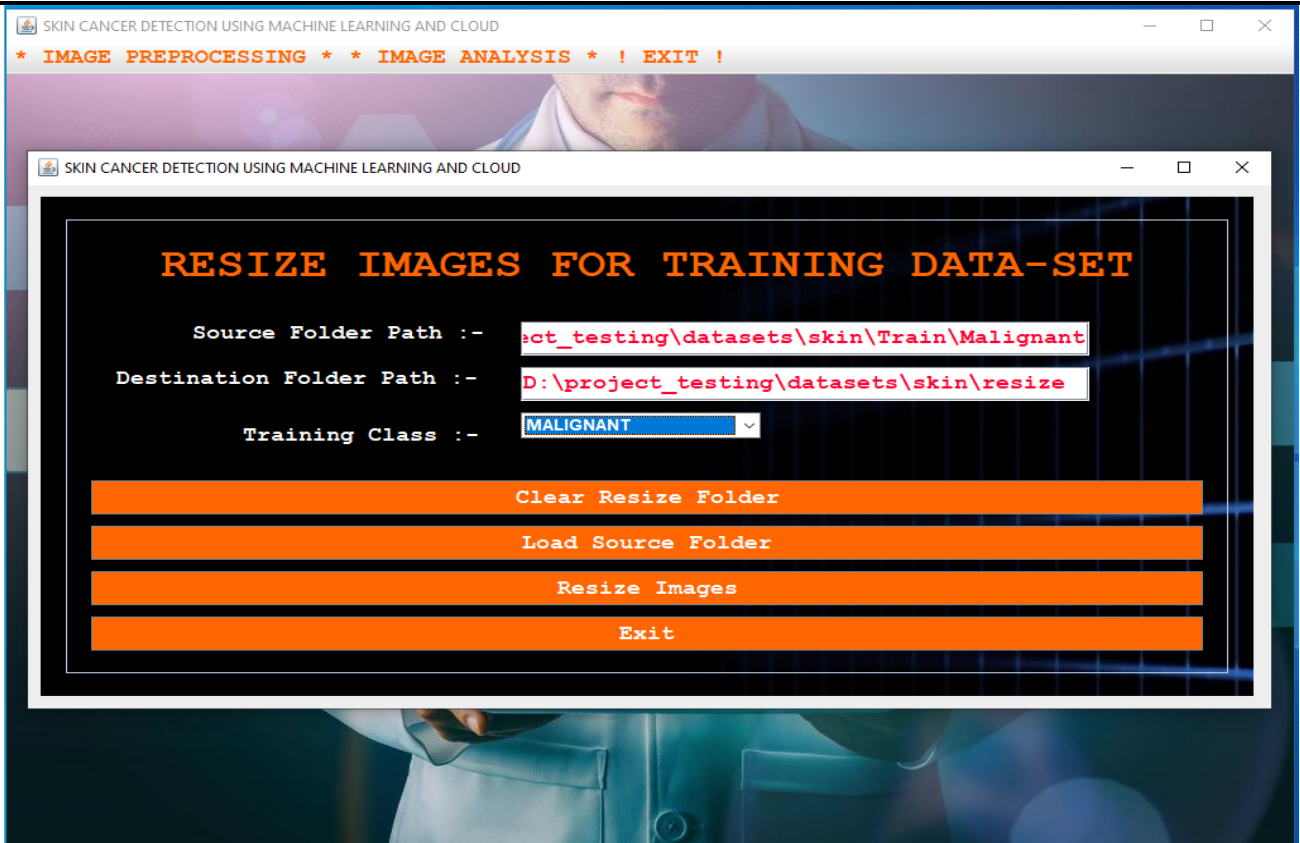 SKIN CANCER DETECTION USING MACHINE LEARNING AND CLOUD
* IMAGE PREPROCESSING * * IMAGE ANALYSIS * ! EXIT !
SKIN CANCER DETECTION USING MACHINE LEARNING AND CLOUD
RESIZE IMAGES FOR TRAINING DATA-SET
Source Folder Path :- ect_testing\datasets\skin\Train\Malignant
Destination Folder Path :- D:\project_testing\datasets\skin\resize
Training Class :- MALIGNANT
Clear Resize Folder
Load Source Folder
Resize Images
Exit